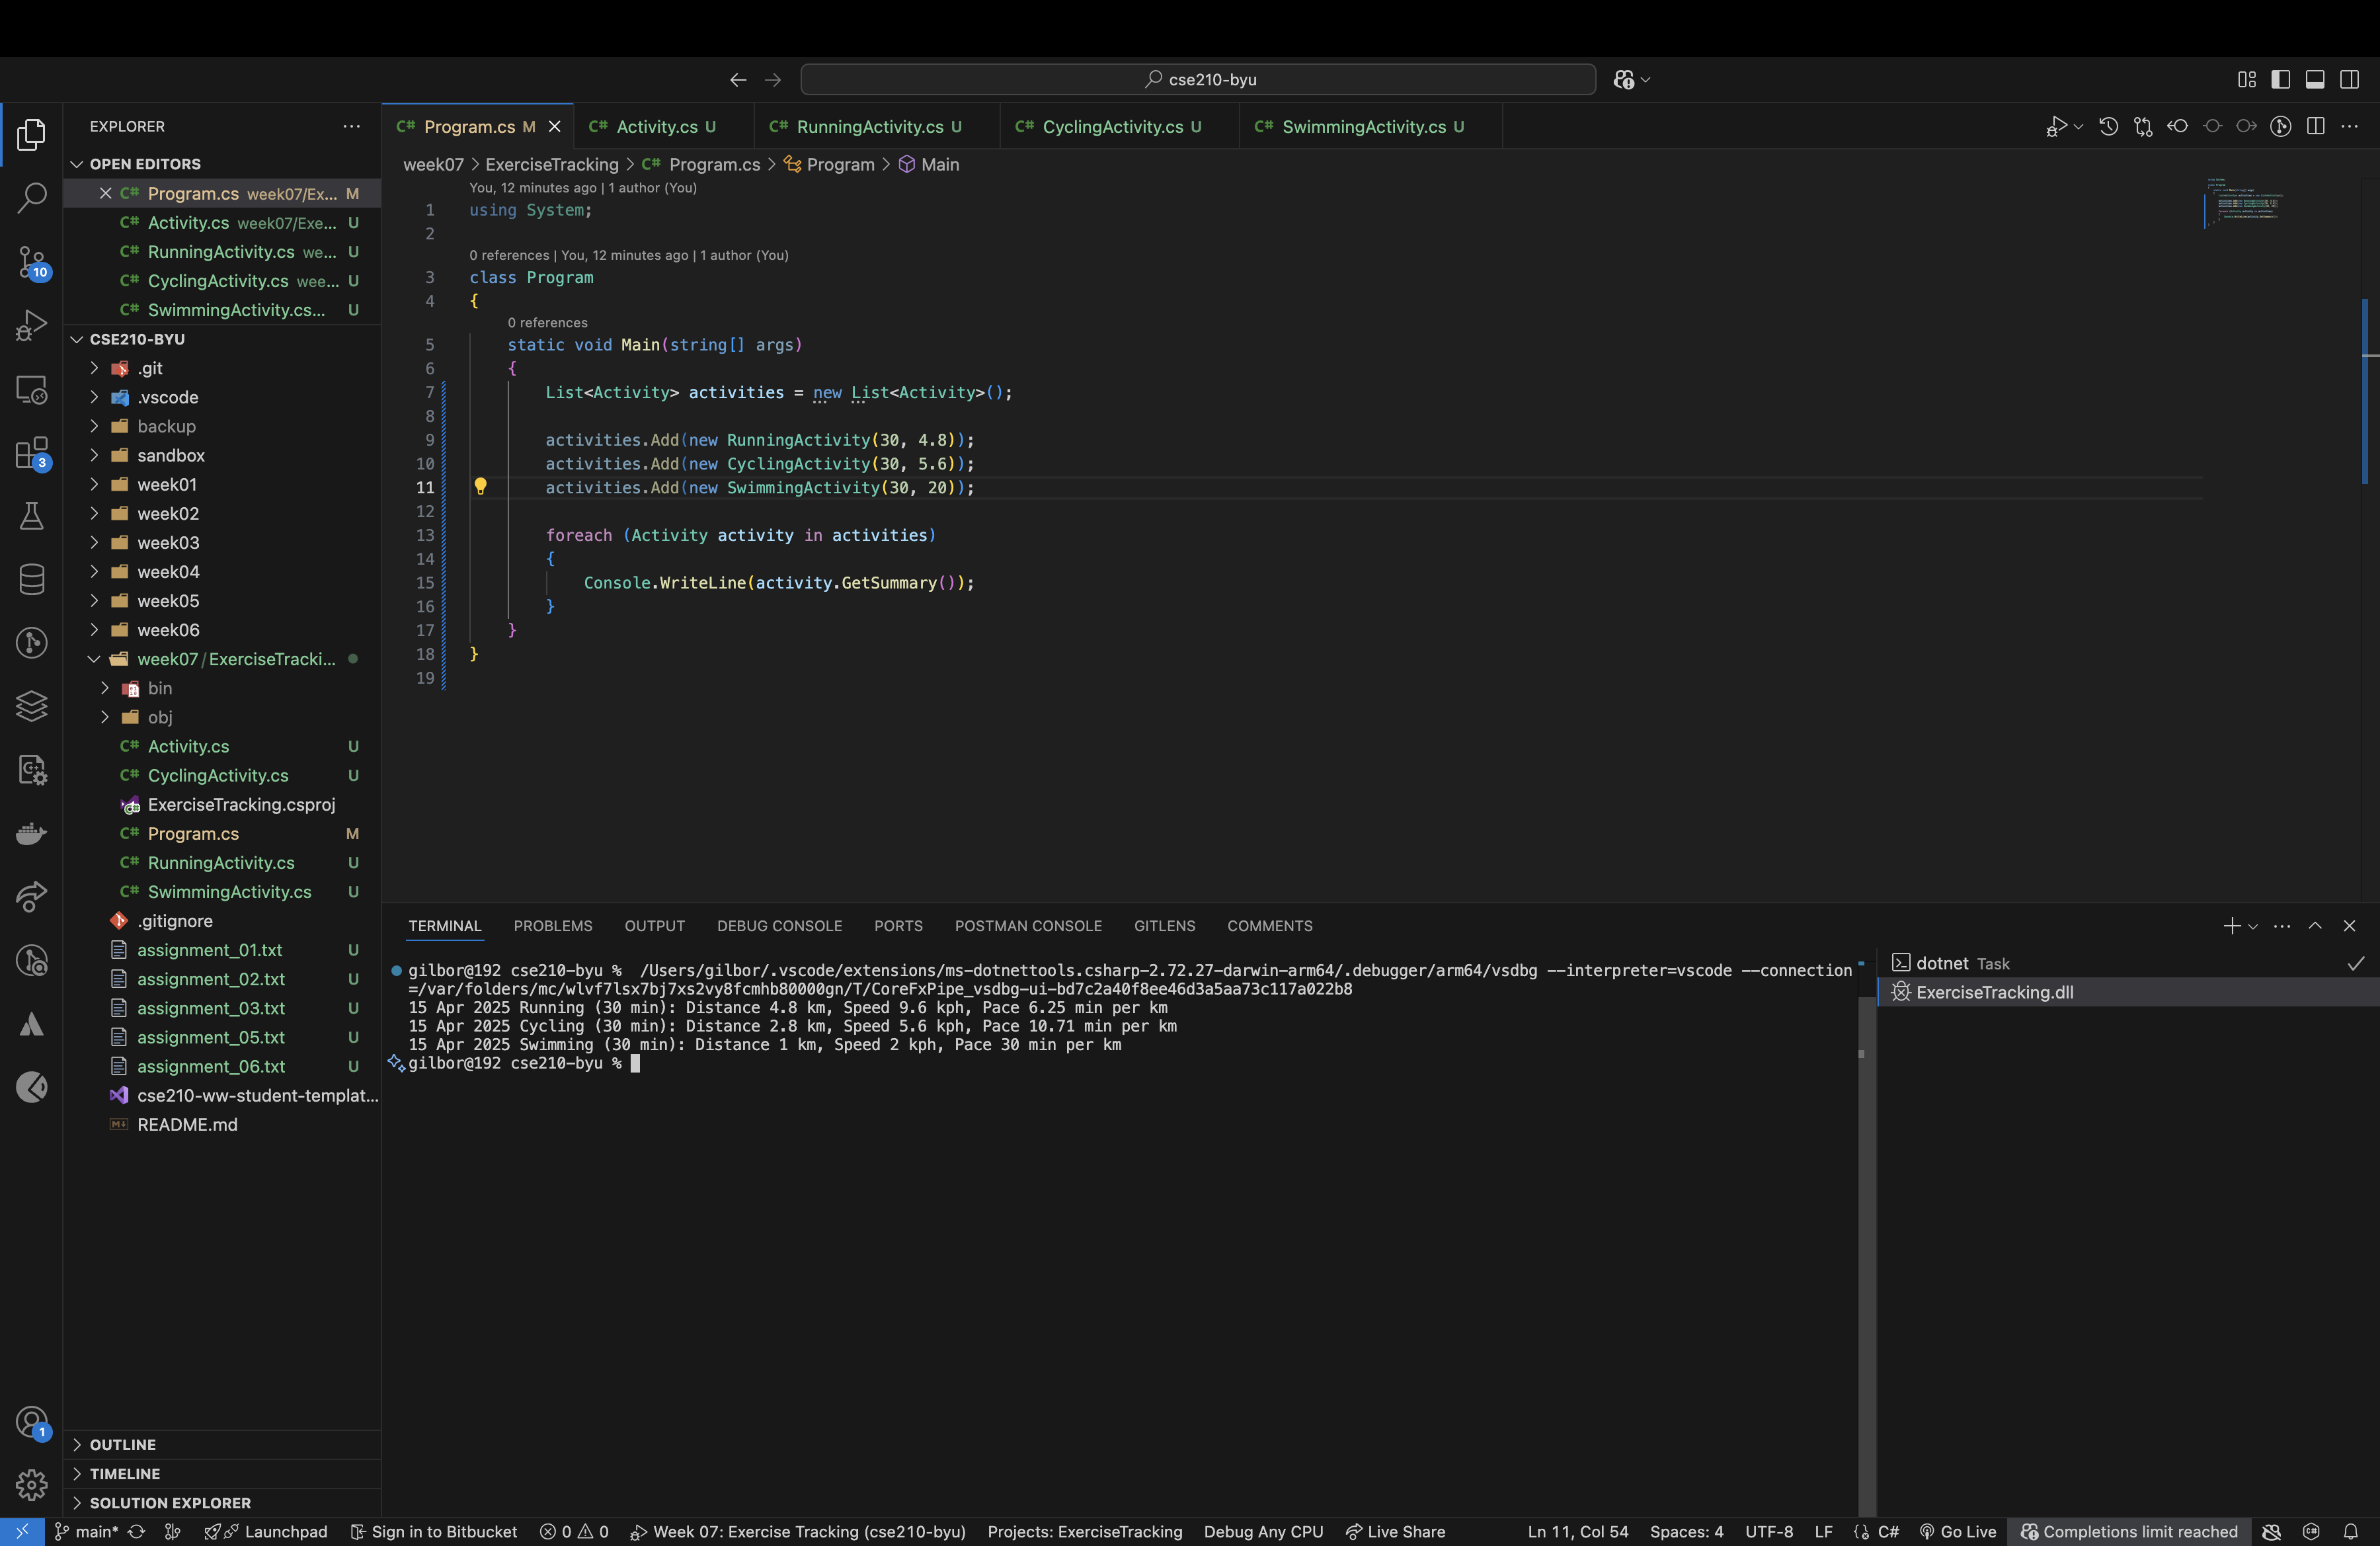 cse210-byu
EXPLORER
OPEN EDITORS
Program.cs week07/Ex... M
Activity.cs week07/Exe... U
RunningActivity.cs we... U
CyclingActivity.cs wee... U
SwimmingActivity.cs... U
CSE210-BYU
.git
.vscode
backup
sandbox
week01
week02
week03
week04
week05
week06
week07/ExerciseTracki...
bin
obj
Activity.cs U
CyclingActivity.cs U
ExerciseTracking.csproj
Program.cs M
RunningActivity.cs U
SwimmingActivity.cs U
.gitignore
assignment_01.txt U
assignment_02.txt U
assignment_03.txt U
assignment_05.txt U
assignment_06.txt U
cse210-ww-student-templat...
README.md
OUTLINE
TIMELINE
SOLUTION EXPLORER
10
3
1
C# Program.cs M
C# Activity.cs U
C# RunningActivity.cs U
C# CyclingActivity.cs U
C# SwimmingActivity.cs U
week07 > ExerciseTracking > C# Program.cs > Program > Main
You, 12 minutes ago | 1 author (You)
1 using System;
2
0 references | You, 12 minutes ago | 1 author (You)
3 class Program
4 {
0 references
5 static void Main(string[] args)
6 {
7 List<Activity> activities = new List<Activity>();
8
9 activities.Add(new RunningActivity(30, 4.8));
10 activities.Add(new CyclingActivity(30, 5.6));
11 activities.Add(new SwimmingActivity(30, 20));
12
13 foreach (Activity activity in activities)
14 {
15 Console.WriteLine(activity.GetSummary());
16 }
17 }
18 }
19
TERMINAL PROBLEMS OUTPUT DEBUG CONSOLE PORTS POSTMAN CONSOLE GITLENS COMMENTS
gilbor@192 cse210-byu % /Users/gilbor/.vscode/extensions/ms-dotnettools.csharp-2.72.27-darwin-arm64/.debugger/arm64/vsdbg --interpreter=vscode --connection
=/var/folders/mc/wlvf7lsx7bj7xs2vy8fcmhb80000gn/T/CoreFxPipe_vsdbg-ui-bd7c2a40f8ee46d3a5aa73c117a022b8
15 Apr 2025 Running (30 min): Distance 4.8 km, Speed 9.6 kph, Pace 6.25 min per km
15 Apr 2025 Cycling (30 min): Distance 2.8 km, Speed 5.6 kph, Pace 10.71 min per km
15 Apr 2025 Swimming (30 min): Distance 1 km, Speed 2 kph, Pace 30 min per km
gilbor@192 cse210-byu %
dotnet Task
ExerciseTracking.dll
main* Launchpad Sign in to Bitbucket 0 0 Week 07: Exercise Tracking (cse210-byu) Projects: ExerciseTracking Debug Any CPU Live Share Ln 11, Col 54 Spaces: 4 UTF-8 LF {} C# Go Live Completions limit reached